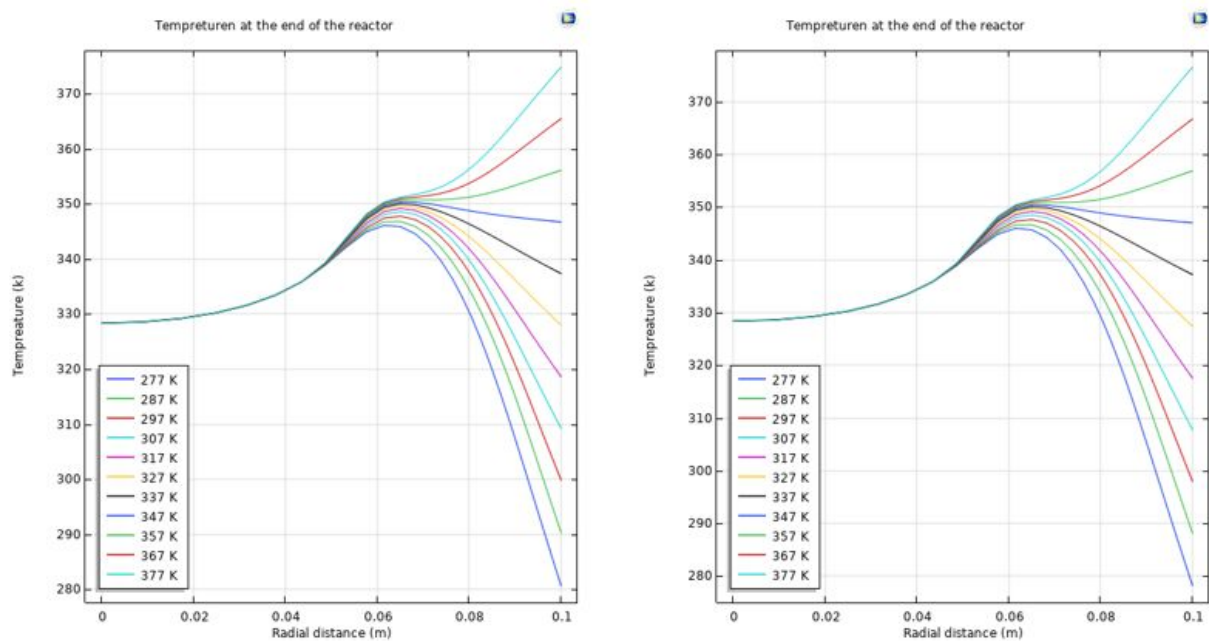 Tempreturen at the end of the reactor
Tempreature (k)
370
360
350
340
330
320
310
300
290
280
277 K
287 K
297 K
307 K
317 K
327 K
337 K
347 K
357 K
367 K
377 K
0
0.02
0.04
0.06
0.08
0.1
Radial distance (m)
Tempreturen at the end of the reactor
Tempreature (k)
370
360
350
340
330
320
310
300
290
280
277 K
287 K
297 K
307 K
317 K
327 K
337 K
347 K
357 K
367 K
377 K
0
0.02
0.04
0.06
0.08
0.1
Radial distance (m)